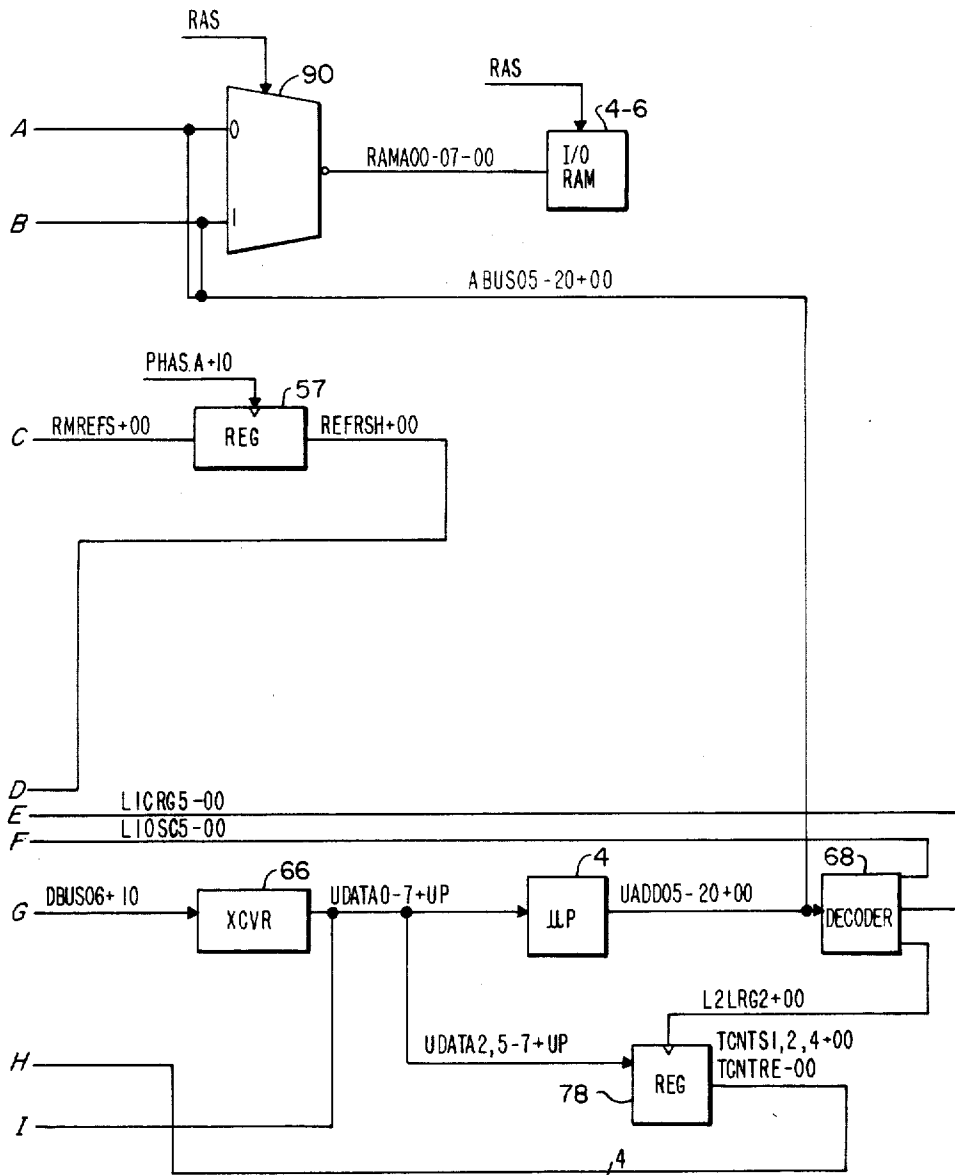 RAS
90
RAS
4-6
A
0
I/O
RAM
RAMA00-07-00
B
1
ABUS05-20+00
PHAS.A+10
57
C
RMREFS+00
REG
REFRSH+00
D
E
LICRG5-00
F
LIOSC5-00
66
4
68
G
DBUS06+10
XCVR
UDATA0-7+UP
µP
UADD05-20+00
DECODER
L2LRG2+00
UDATA2,5-7+UP
TCNTS1,2,4+00
TCNTRE-00
H
78
REG
I
4